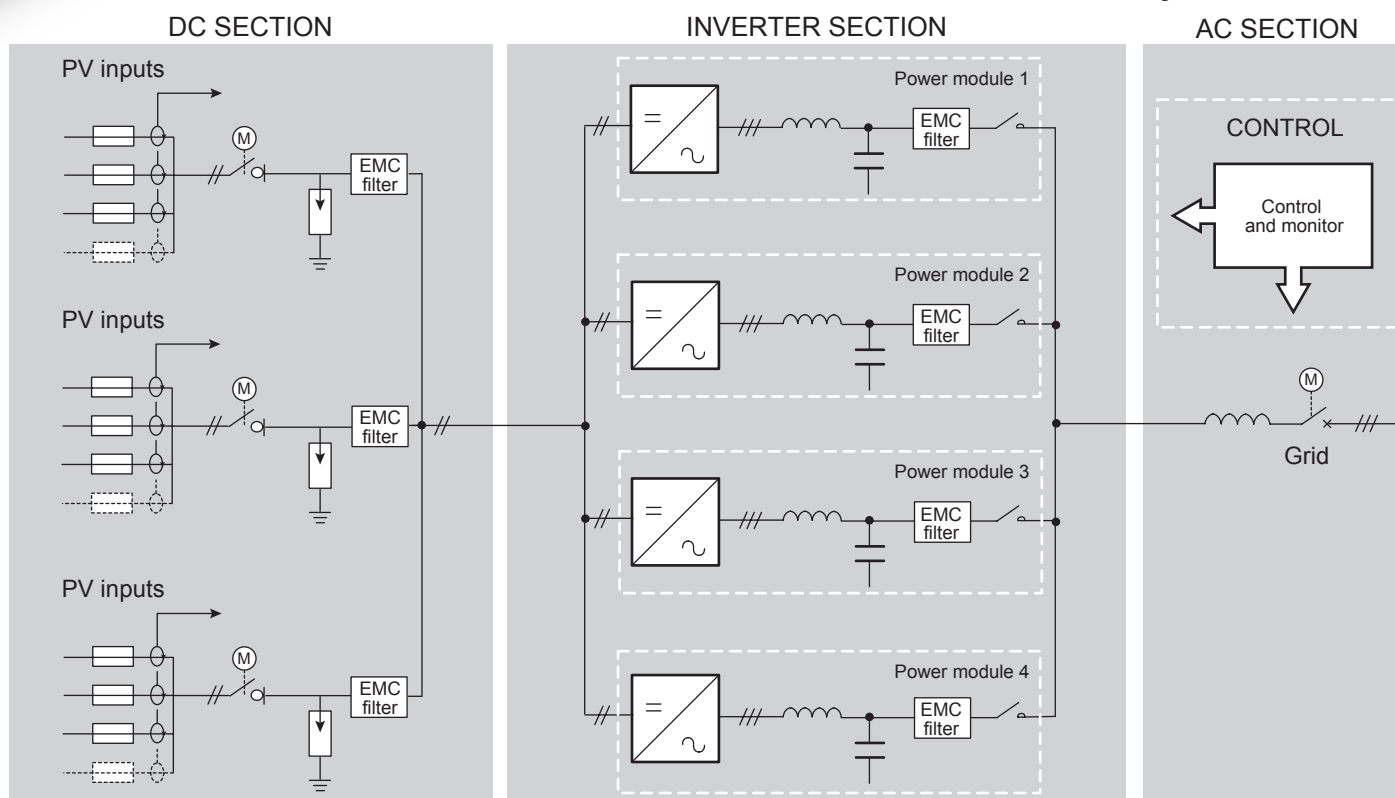 DC SECTION
INVERTER SECTION
AC SECTION
PV inputs
M
EMC
filter
PV inputs
M
EMC
filter
PV inputs
M
EMC
filter
Power module 1
EMC
filter
Power module 2
EMC
filter
Power module 3
EMC
filter
Power module 4
EMC
filter
CONTROL
Control
and monitor
M
Grid